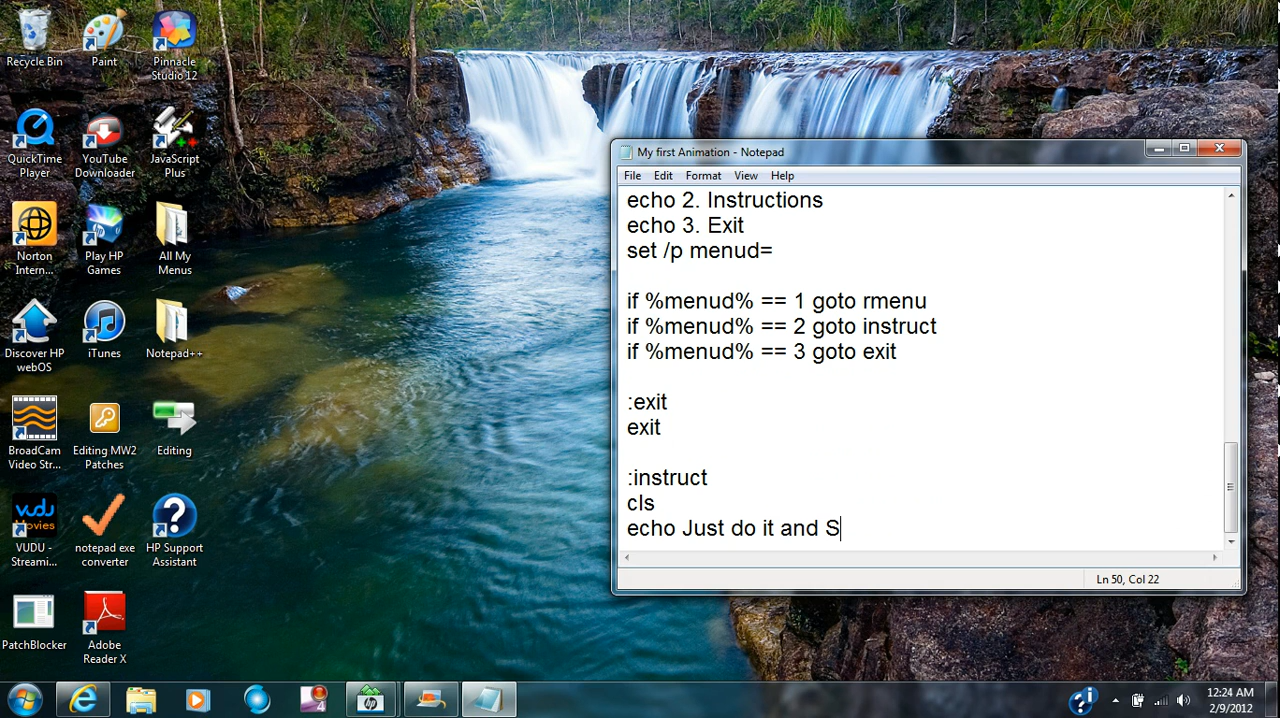 Recycle Bin
Paint
Pinnacle
Studio 12
QuickTime
Player
YouTube
Downloader
JavaScript
Plus
Norton
Intern...
Play HP
Games
All My
Menus
Discover HP
webOS
iTunes
Notepad++
BroadCam
Video Str...
Editing MW2
Patches
Editing
vudu
Movies
VUDU -
Streami...
notepad exe
converter
HP Support
Assistant
PatchBlocker
Adobe
Reader X
My first Animation - Notepad
File Edit Format View Help
echo 2. Instructions
echo 3. Exit
set /p menud=
if %menud% == 1 goto rmenu
if %menud% == 2 goto instruct
if %menud% == 3 goto exit
:exit
exit
:instruct
cls
echo Just do it and S
Ln 50, Col 22
hp
4
12:24 AM
2/9/2012